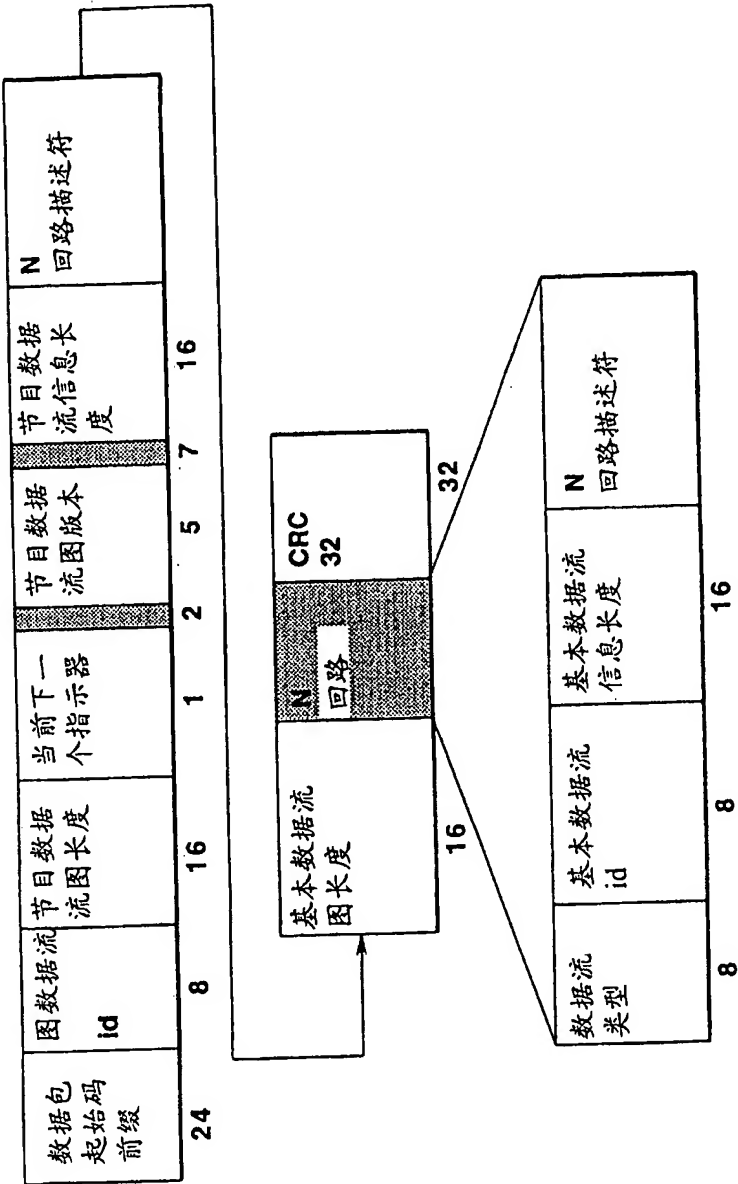 数据包
起始码
前缀
图数据流
id
节目数据
流图长度
当前下一
个指示器
节目数据
流图版本
节目数据
流信息长
度
N
回路描述符
24
8
16
1
2
5
7
16
基本数据流
图长度
N
回路
CRC
32
16
32
数据流
类型
基本数据流
id
基本数据流
信息长度
N
回路描述符
8
8
16